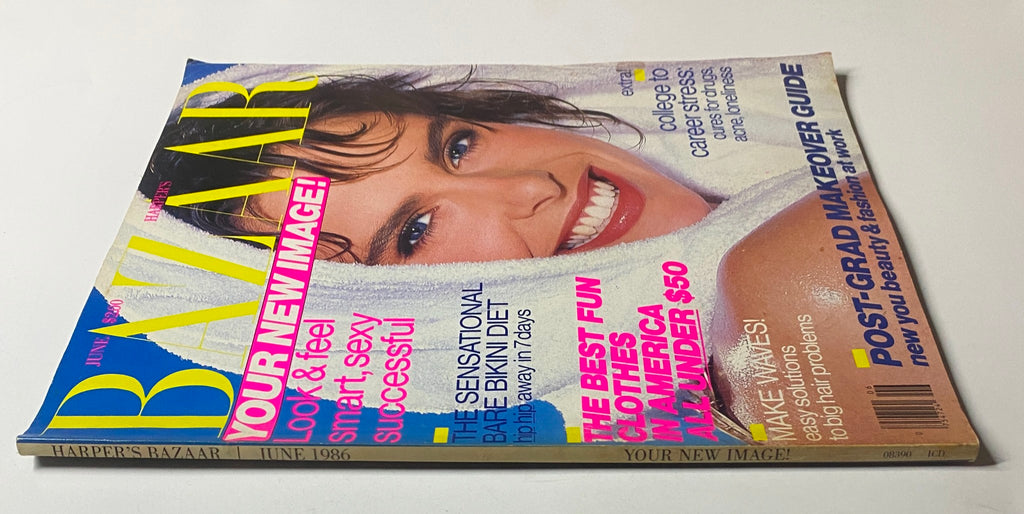 HARPER'S
BAZAAR
JUNE $2.50
YOUR NEW IMAGE!
Look & feel
smart, sexy
successful
THE SENSATIONAL
BARE BIKINI DIET
hip hip away in 7 days
THE BEST FUN
CLOTHES
IN AMERICA
ALL UNDER $50
MAKE WAVES!
easy solutions
to big hair problems
extra!
college to
career stress:
cures for drugs,
acne, loneliness
POST-GRAD MAKEOVER GUIDE
new you beauty & fashion at work
HARPER'S BAZAAR | JUNE 1986 YOUR NEW IMAGE! 08390 ICD